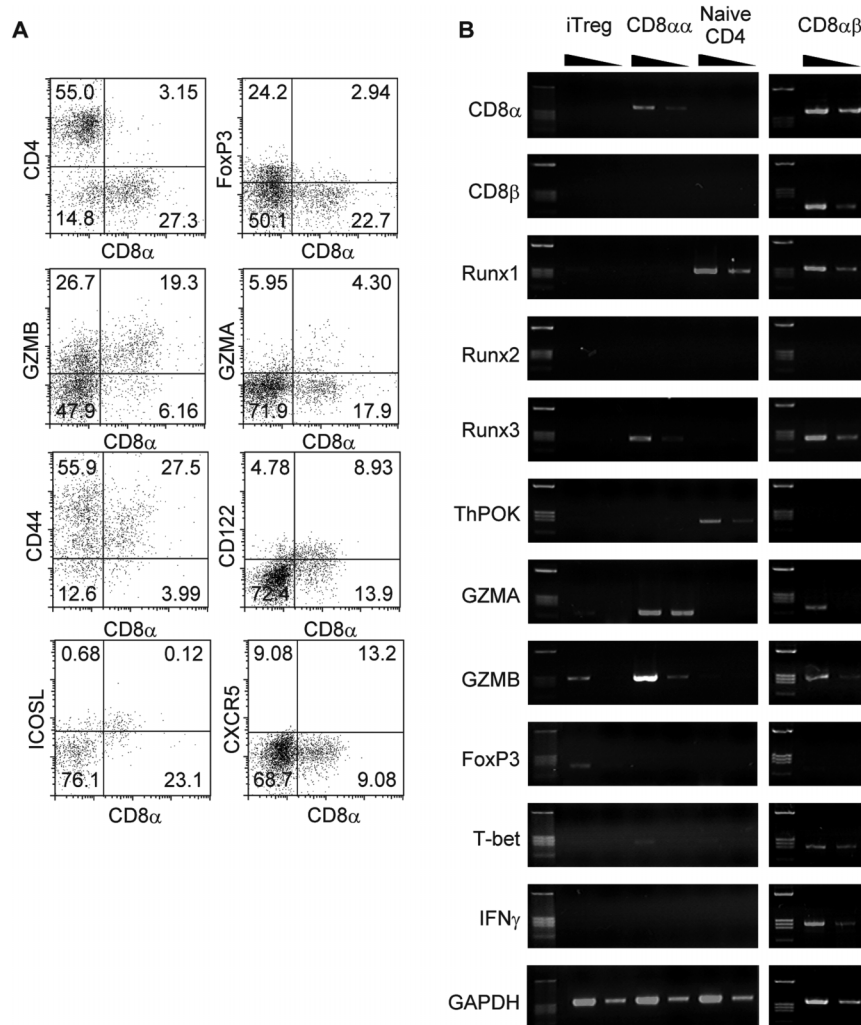 A
55.0 3.15
CD4
14.8 27.3
CD8α
24.2 2.94
FoxP3
50.1 22.7
CD8α
26.7 19.3
GZMB
47.9 6.16
CD8α
5.95 4.30
GZMA
71.9 17.9
CD8α
55.9 27.5
CD44
12.6 3.99
CD8α
4.78 8.93
CD122
72.4 13.9
CD8α
0.68 0.12
ICOSL
76.1 23.1
CD8α
9.08 13.2
CXCR5
68.7 9.08
CD8α
B
iTreg CD8αα Naive CD4 CD8αβ
CD8α
CD8β
Runx1
Runx2
Runx3
ThPOK
GZMA
GZMB
FoxP3
T-bet
IFNγ
GAPDH